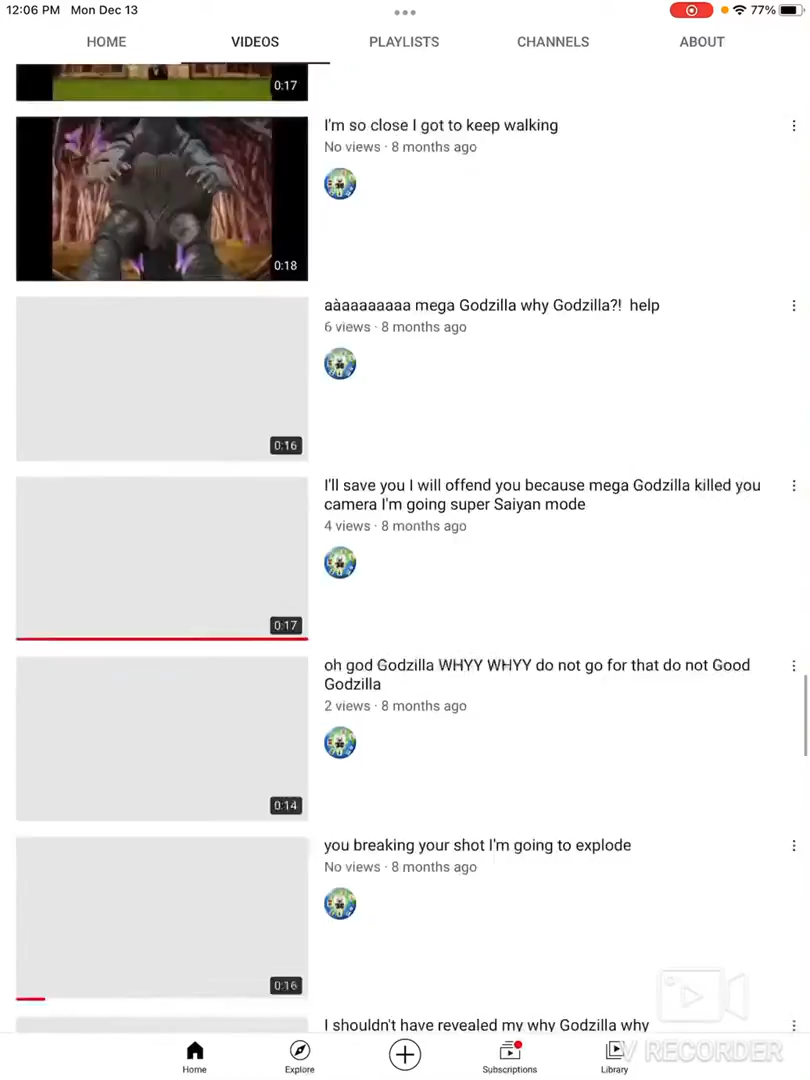 12:06 PM Mon Dec 13
77%
HOME VIDEOS PLAYLISTS CHANNELS ABOUT
0:17
I'm so close I got to keep walking
No views · 8 months ago
0:18
aàaaaaaaaa mega Godzilla why Godzilla?! help
6 views · 8 months ago
0:16
I'll save you I will offend you because mega Godzilla killed you
camera I'm going super Saiyan mode
4 views · 8 months ago
0:17
oh god Godzilla WHYY WHYY do not go for that do not Good
Godzilla
2 views · 8 months ago
0:14
you breaking your shot I'm going to explode
No views · 8 months ago
0:16
I shouldn't have revealed my why Godzilla why
Home Explore Subscriptions Library
V RECORDER